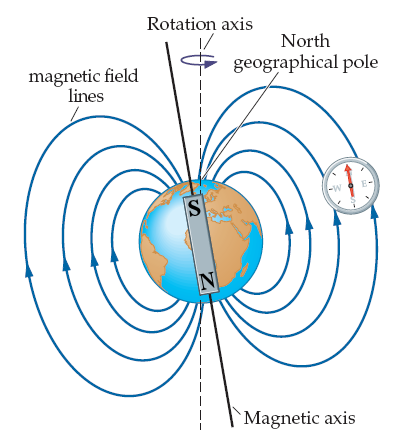 Rotation axis
North
geographical pole
magnetic field
lines
W
E
S
S
N
Magnetic axis